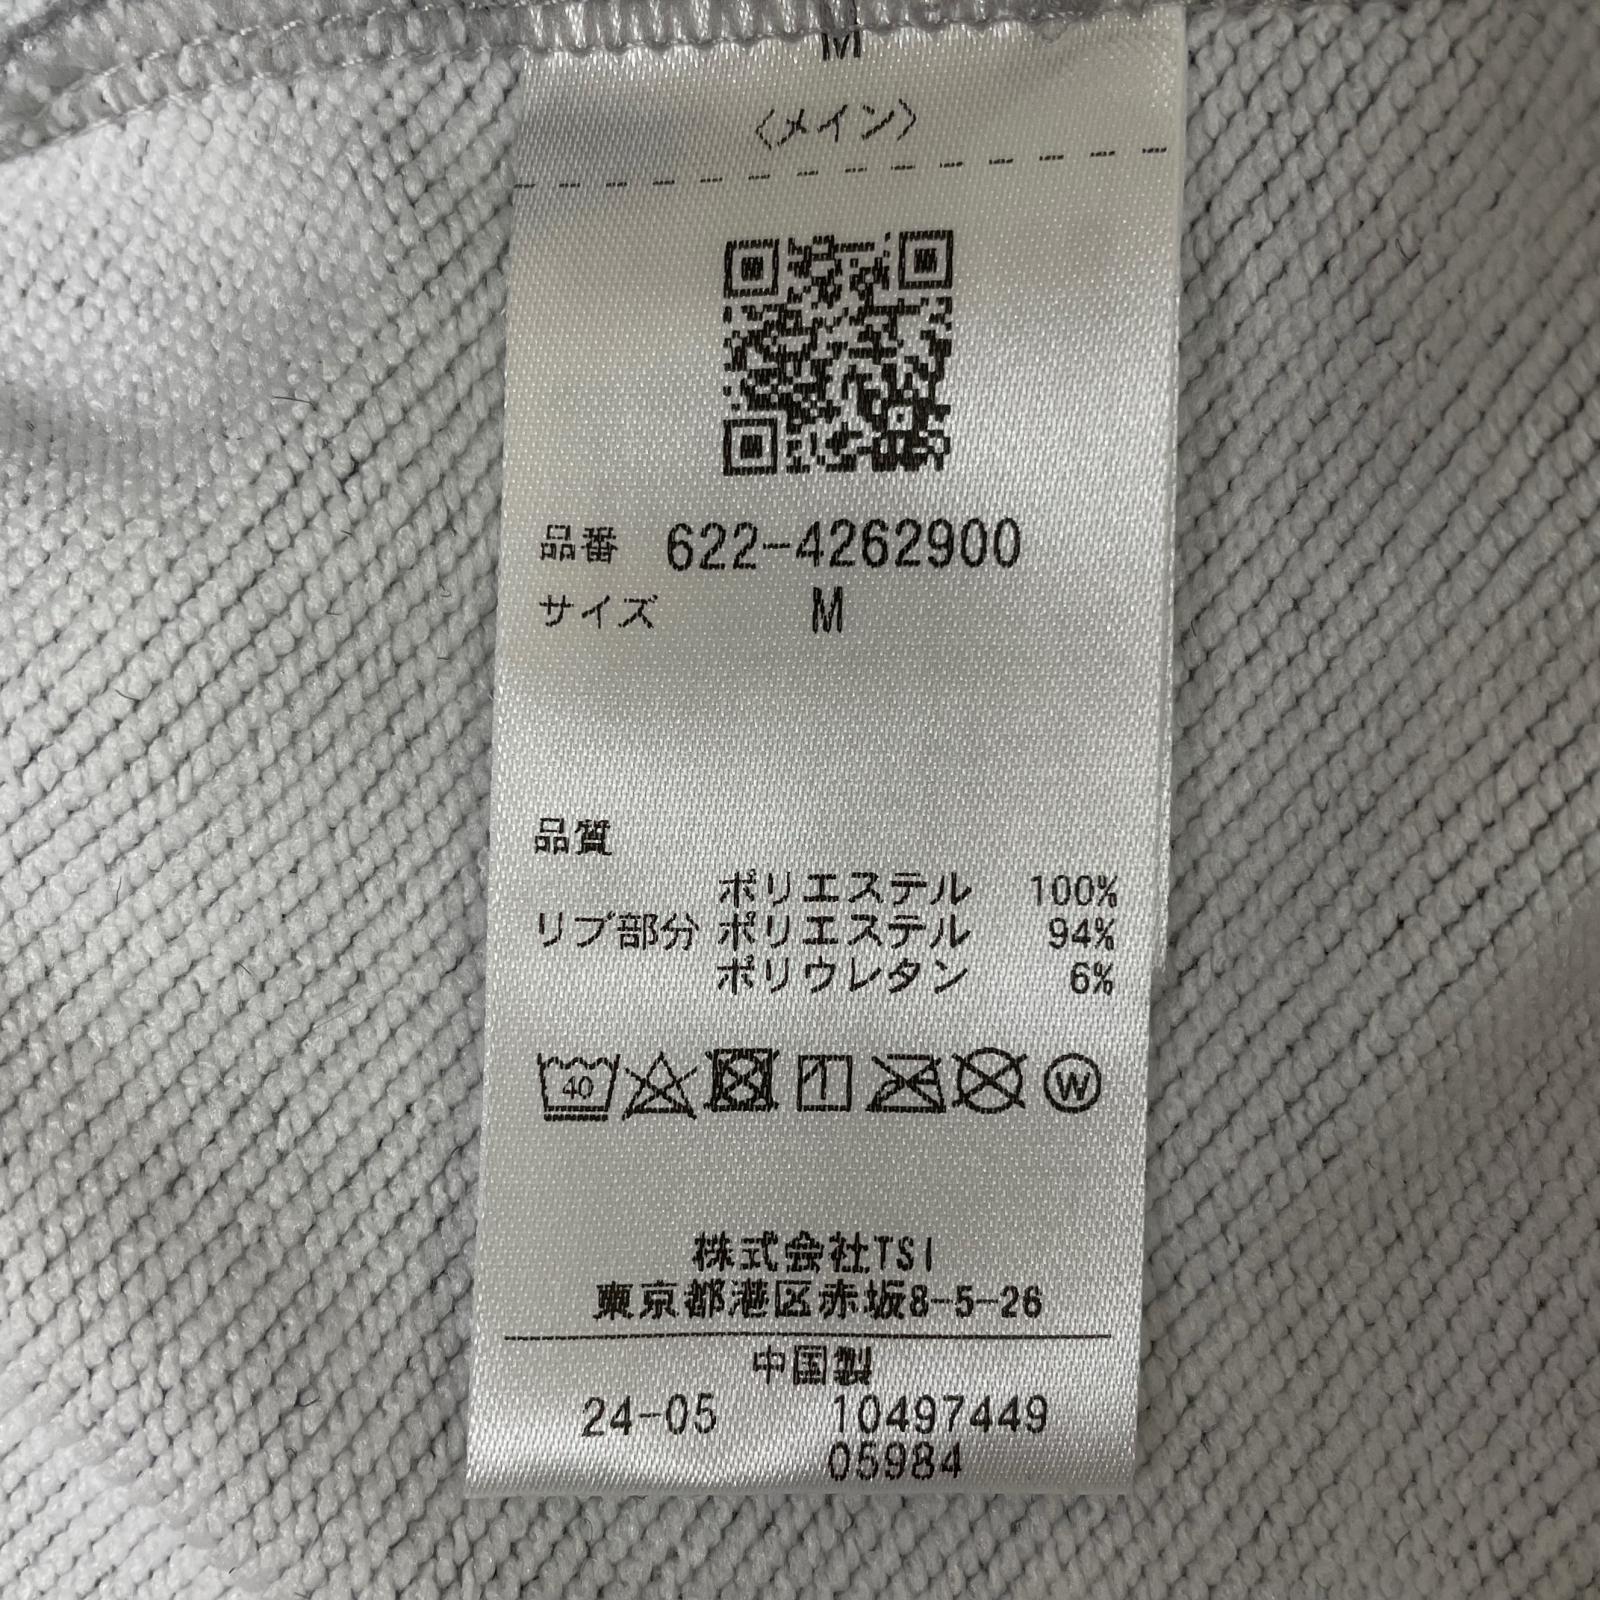 M
〈メイン〉
品番 622-4262900
サイズ M
品質
ポリエステル 100%
リブ部分 ポリエステル 94%
ポリウレタン 6%
40 W
株式会社TSI
東京都港区赤坂8-5-26
中国製
24-05 10497449
05984